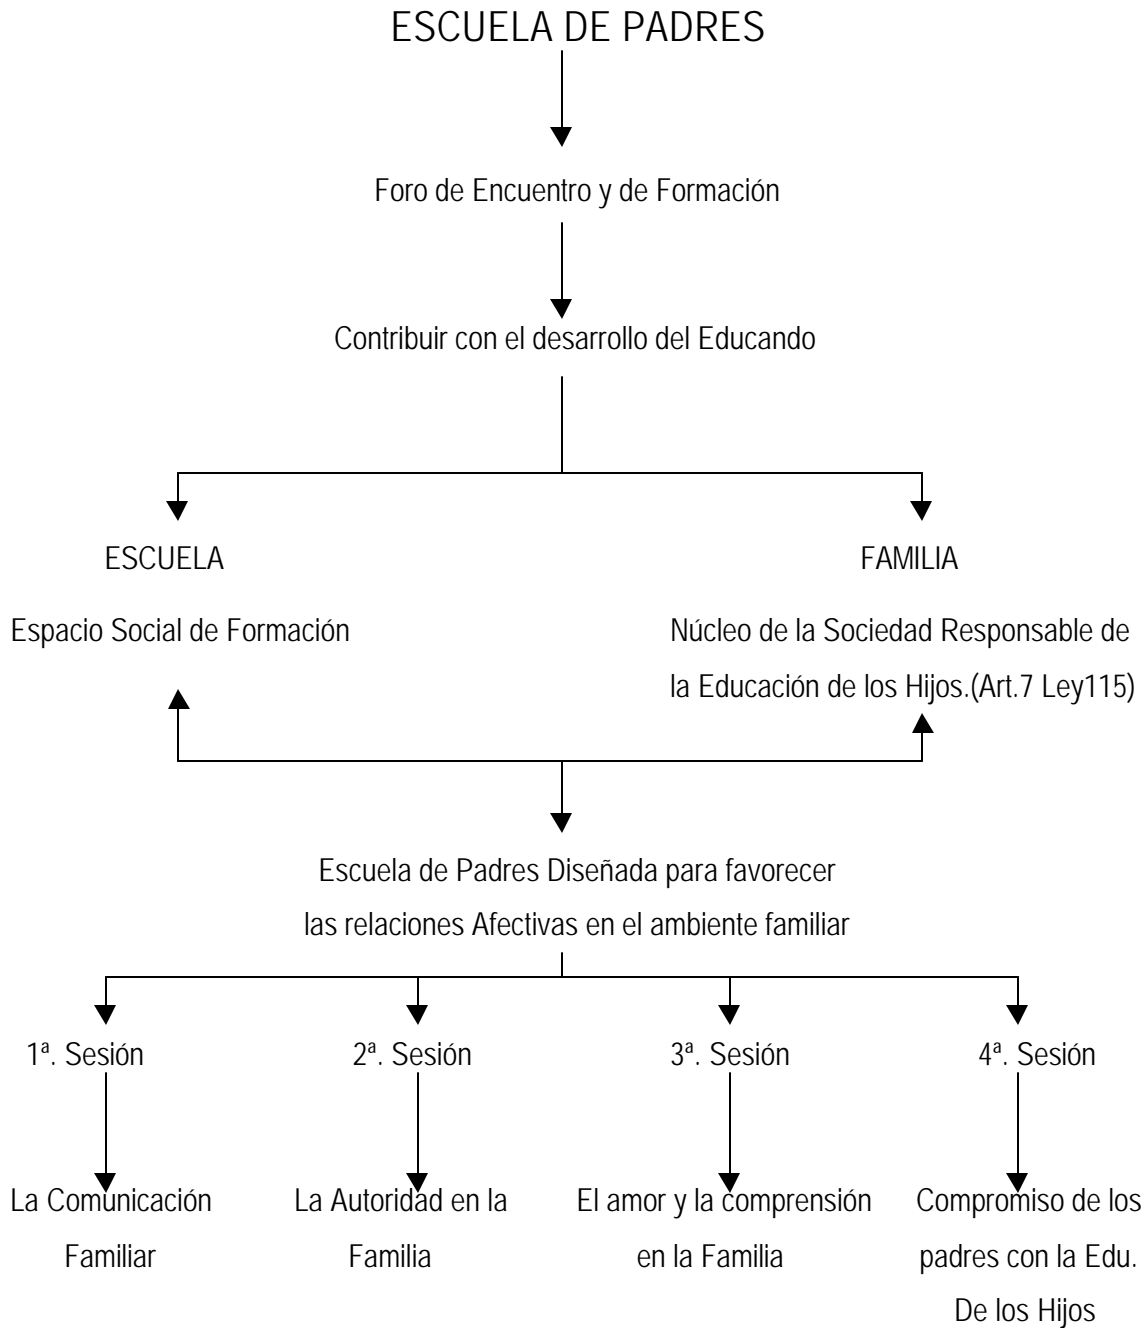 ESCUELA DE PADRES
Foro de Encuentro y de Formación
Contribuir con el desarrollo del Educando
ESCUELA
Espacio Social de Formación
FAMILIA
Núcleo de la Sociedad Responsable de
la Educación de los Hijos.(Art.7 Ley115)
Escuela de Padres Diseñada para favorecer
las relaciones Afectivas en el ambiente familiar
1ª. Sesión
2ª. Sesión
3ª. Sesión
4ª. Sesión
La Comunicación
Familiar
La Autoridad en la
Familia
El amor y la comprensión
en la Familia
Compromiso de los
padres con la Edu.
De los Hijos